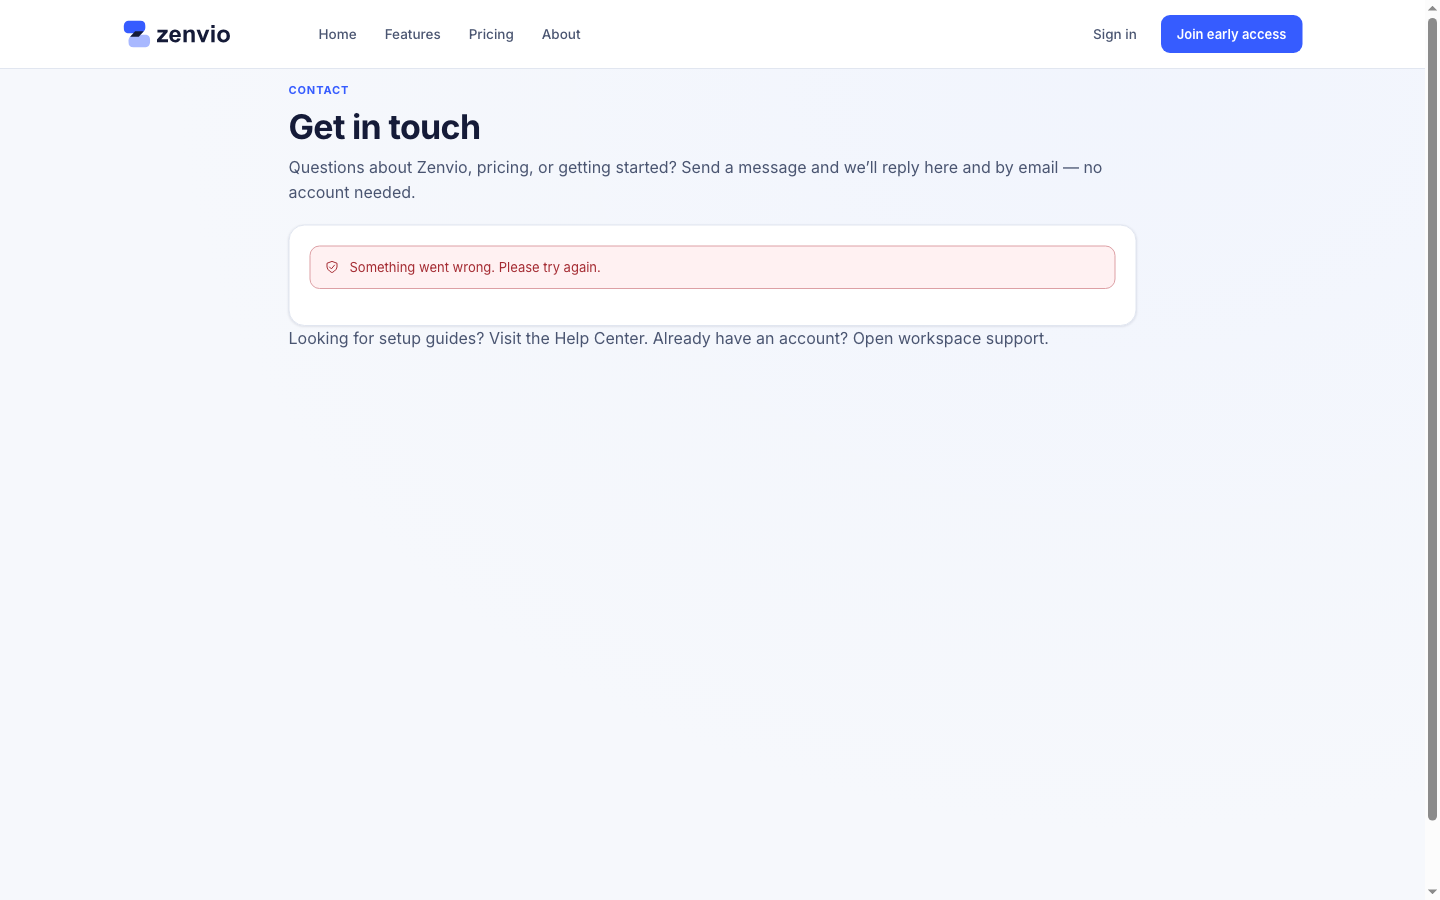 zenvio
Home
Features
Pricing
About
Sign in
Join early access
CONTACT
Get in touch
Questions about Zenvio, pricing, or getting started? Send a message and we’ll reply here and by email — no
account needed.
Something went wrong. Please try again.
Looking for setup guides? Visit the Help Center. Already have an account? Open workspace support.